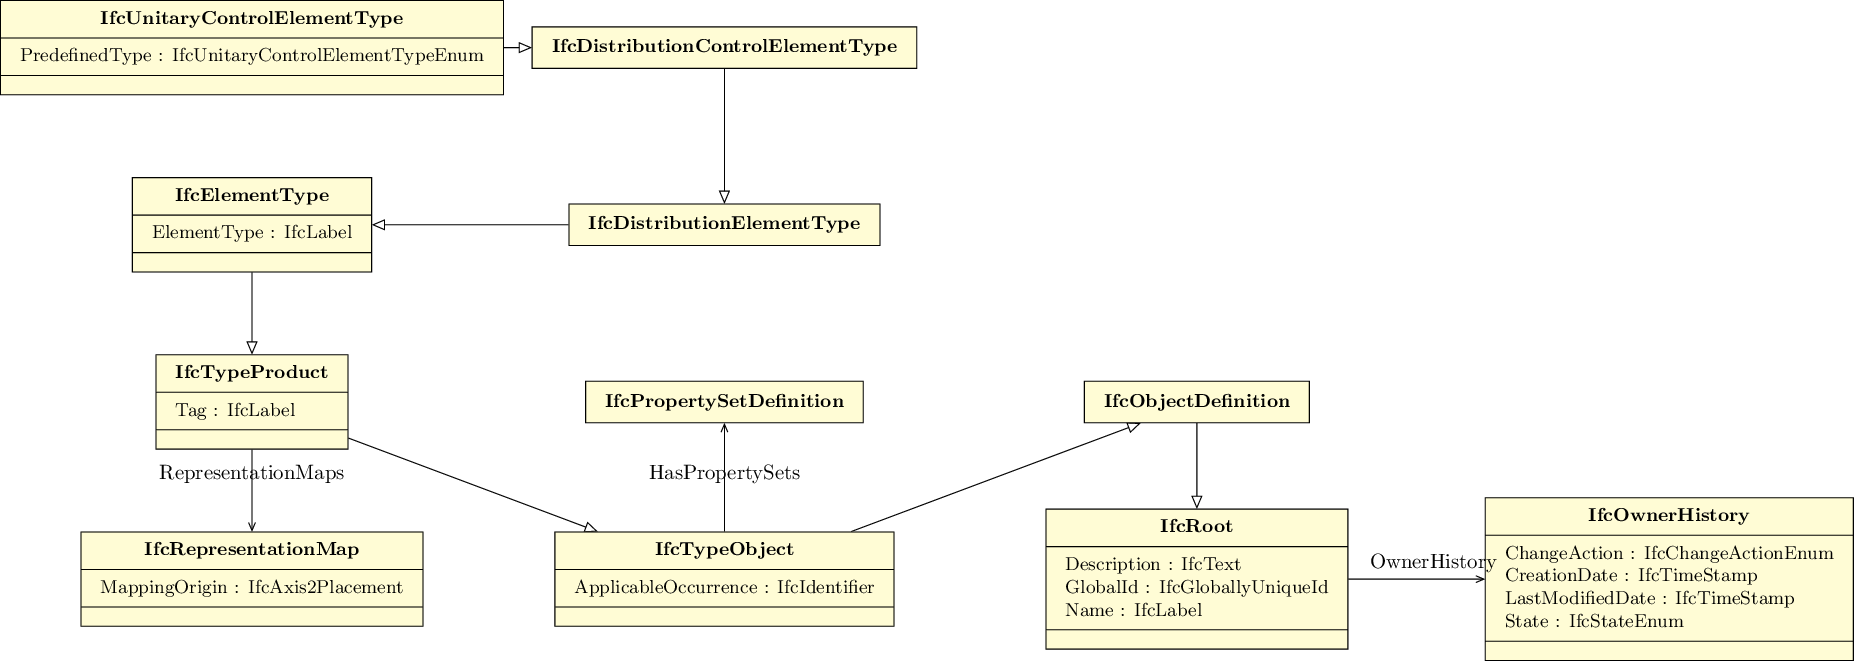 IfcUnitaryControlElementType
PredefinedType : IfcUnitaryControlElementTypeEnum
IfcDistributionControlElementType
IfcElementType
ElementType : IfcLabel
IfcDistributionElementType
IfcTypeProduct
Tag : IfcLabel
IfcPropertySetDefinition
IfcObjectDefinition
RepresentationMaps
HasPropertySets
IfcRepresentationMap
MappingOrigin : IfcAxis2Placement
IfcTypeObject
ApplicableOccurrence : IfcIdentifier
IfcRoot
Description : IfcText
GlobalId : IfcGloballyUniqueId
Name : IfcLabel
OwnerHistory
IfcOwnerHistory
ChangeAction : IfcChangeActionEnum
CreationDate : IfcTimeStamp
LastModifiedDate : IfcTimeStamp
State : IfcStateEnum